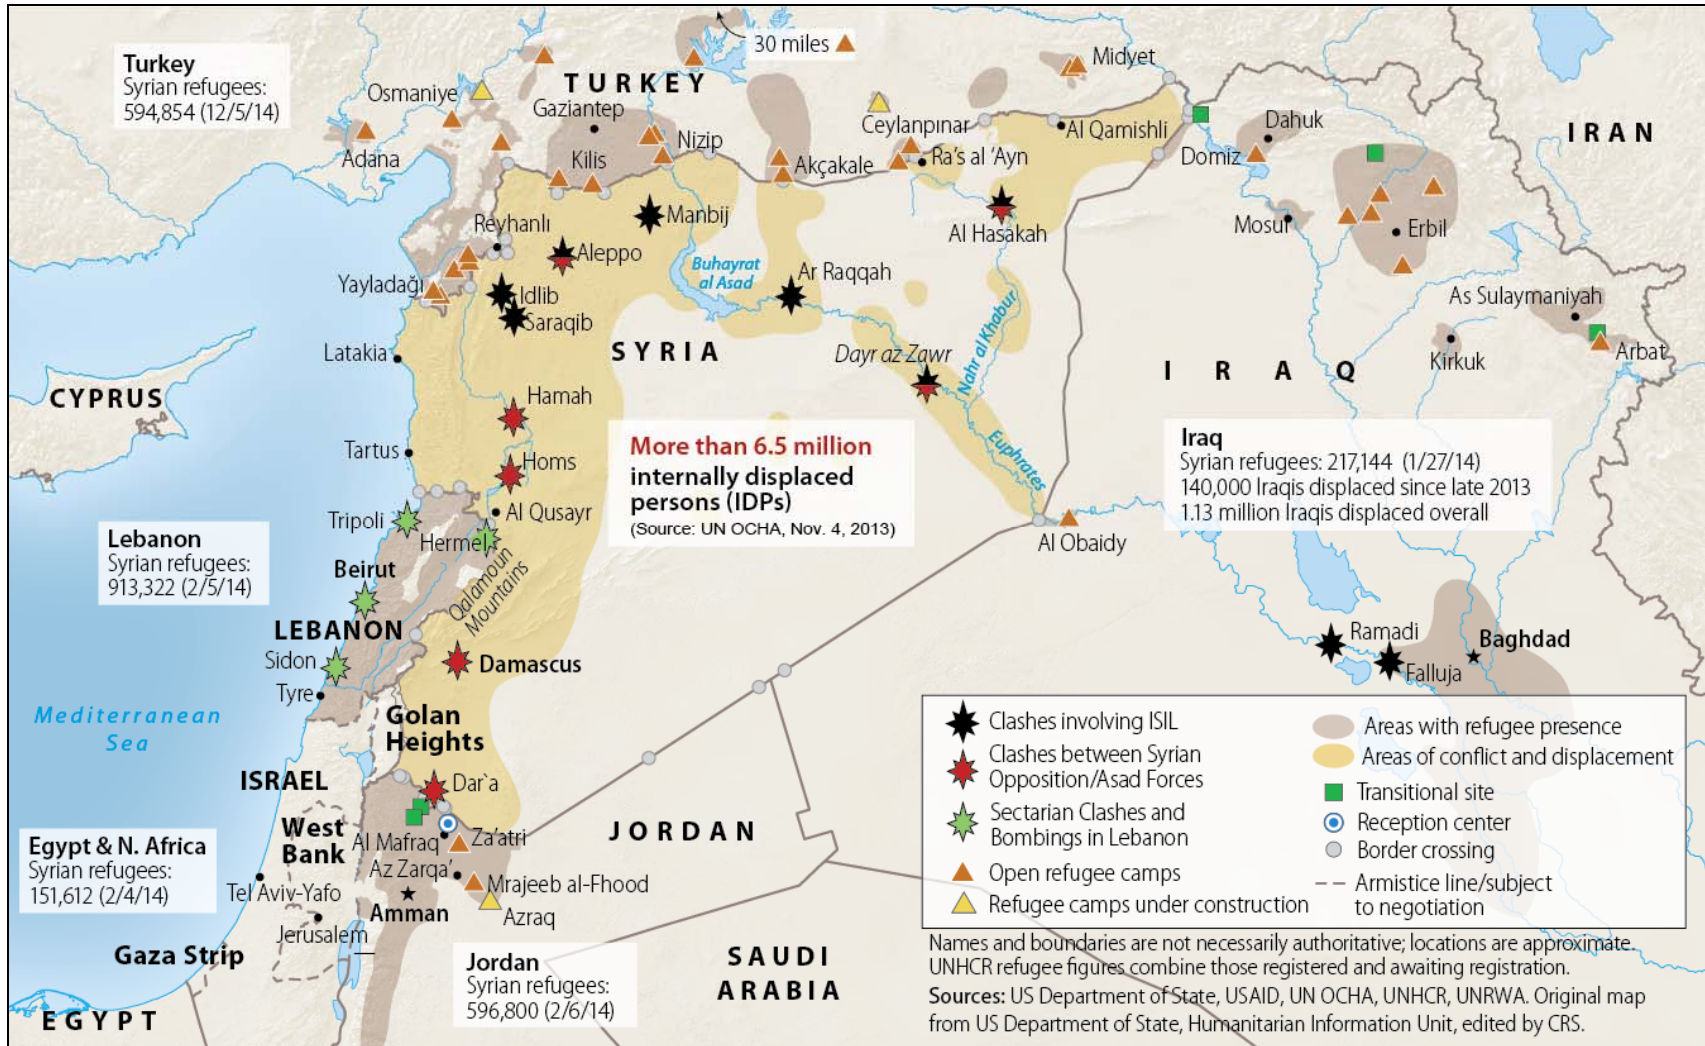 30 miles
Turkey
Syrian refugees:
594,854 (12/5/14)
TURKEY
Osmaniye
Gaziantep
Adana
Kilis
Nizip
Akçakale
Ceylanpınar
Midyet
Al Qamishli
Ra's al 'Ayn
Dahuk
Domiz
IRAN
Mosul
Erbil
Al Hasakah
Reyhanlı
Manbij
Aleppo
Yayladağı
Idlib
Saraqib
Buhayrat
al Asad
Ar Raqqah
Nahr al Khabur
As Sulaymaniyah
Kirkuk
Arbat
Latakia
SYRIA
Dayr az Zawr
IRAQ
CYPRUS
Hamah
Tartus
Homs
Euphrates
More than 6.5 million
internally displaced
persons (IDPs)
(Source: UN OCHA, Nov. 4, 2013)
Iraq
Syrian refugees: 217,144 (1/27/14)
140,000 Iraqis displaced since late 2013
1.13 million Iraqis displaced overall
Tripoli
Al Qusayr
Hermel
Al Obaidy
Lebanon
Syrian refugees:
913,322 (2/5/14)
Beirut
Qalamoun
Mountains
LEBANON
Sidon
Damascus
Tyre
Ramadi
Baghdad
Falluja
Mediterranean
Sea
Golan
Heights
ISRAEL
Dar`a
West
Bank
Al Mafraq
Za'atri
Az Zarqa'
Mrajeeb al-Fhood
JORDAN
Egypt & N. Africa
Syrian refugees:
151,612 (2/4/14)
Tel Aviv-Yafo
Amman
Azraq
Jerusalem
Gaza Strip
Jordan
Syrian refugees:
596,800 (2/6/14)
SAUDI
ARABIA
EGYPT
Clashes involving ISIL
Clashes between Syrian
Opposition/Asad Forces
Sectarian Clashes and
Bombings in Lebanon
Open refugee camps
Refugee camps under construction
Areas with refugee presence
Areas of conflict and displacement
Transitional site
Reception center
Border crossing
Armistice line/subject
to negotiation
Names and boundaries are not necessarily authoritative; locations are approximate.
UNHCR refugee figures combine those registered and awaiting registration.
Sources: US Department of State, USAID, UN OCHA, UNHCR, UNRWA. Original map
from US Department of State, Humanitarian Information Unit, edited by CRS.